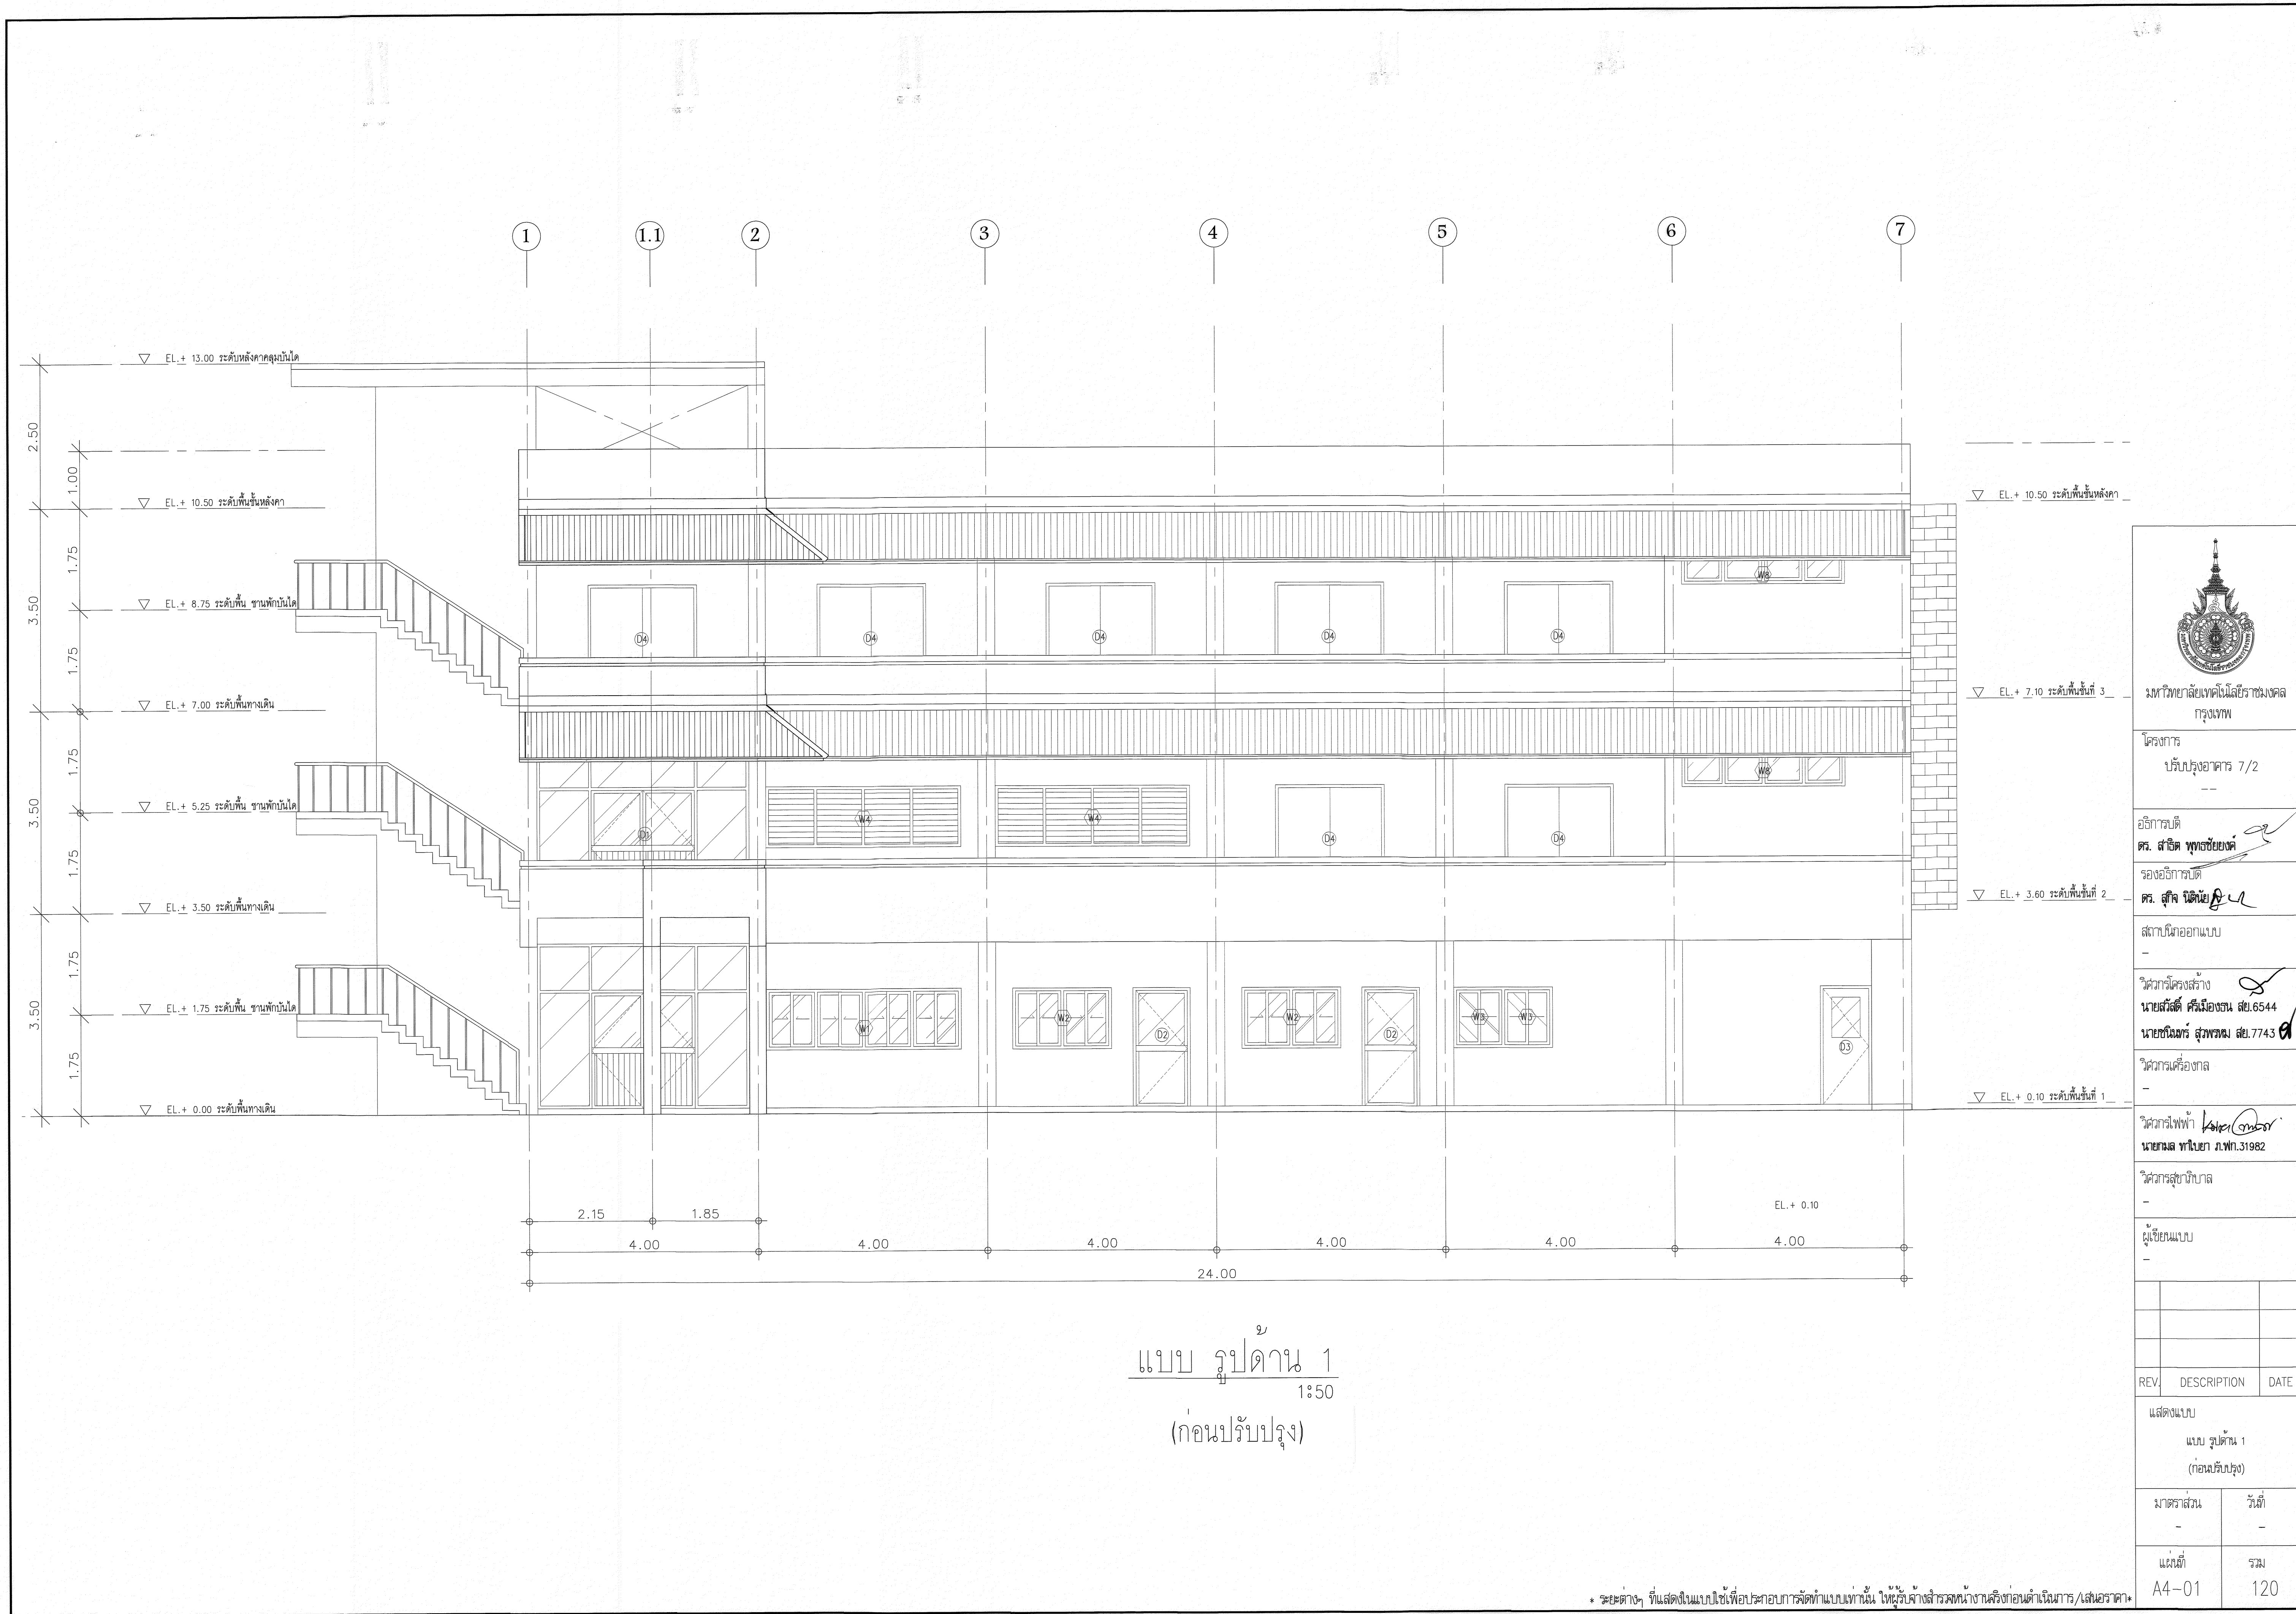 1
1.1
2
3
4
5
6
7
EL.+ 13.00 ระดับหลังคาคลุมบันได
2.50
1.00
EL.+ 10.50 ระดับพื้นชั้นหลังคา
EL.+ 10.50 ระดับพื้นชั้นหลังคา
1.75
W8
3.50
EL.+ 8.75 ระดับพื้น ชานพักบันได
D4
D4
D4
D4
D4
1.75
EL.+ 7.00 ระดับพื้นทางเดิน
EL.+ 7.10 ระดับพื้นชั้นที่ 3
1.75
W8
3.50
EL.+ 5.25 ระดับพื้น ชานพักบันได
D1
W4
W4
D4
D4
1.75
EL.+ 3.50 ระดับพื้นทางเดิน
EL.+ 3.60 ระดับพื้นชั้นที่ 2
1.75
3.50
EL.+ 1.75 ระดับพื้น ชานพักบันได
W1
W2
D2
W2
D2
W3
W3
D3
1.75
EL.+ 0.00 ระดับพื้นทางเดิน
EL.+ 0.10 ระดับพื้นชั้นที่ 1
2.15
1.85
EL.+ 0.10
4.00
4.00
4.00
4.00
4.00
4.00
24.00
แบบ รูปด้าน 1
1:50
(ก่อนปรับปรุง)
* ระยะต่างๆ ที่แสดงในแบบใช้เพื่อประกอบการจัดทำแบบเท่านั้น ให้ผู้รับจ้างสำรวจหน้างานจริงก่อนดำเนินการ/เสนอราคา*
มหาวิทยาลัยเทคโนโลยีราชมงคลกรุงเทพ
มหาวิทยาลัยเทคโนโลยีราชมงคล
กรุงเทพ
โครงการ
ปรับปรุงอาคาร 7/2
--
อธิการบดี
ดร. สาธิต พุทธชัยยงค์
รองอธิการบดี
ดร. สุกิจ นิตินัย
สถาปนิกออกแบบ
-
วิศวกรโครงสร้าง
นายสวัสดิ์ ศรีเมืองธน สย.6544
นายชนินทร์ สุวพรหม สย.7743
วิศวกรเครื่องกล
-
วิศวกรไฟฟ้า
นายกมล ทาไบยา ภ.ฟก.31982
วิศวกรสุขาภิบาล
-
ผู้เขียนแบบ
-
REV. DESCRIPTION DATE
แสดงแบบ
แบบ รูปด้าน 1
(ก่อนปรับปรุง)
มาตราส่วน วันที่
- -
แผ่นที่ รวม
A4-01 120